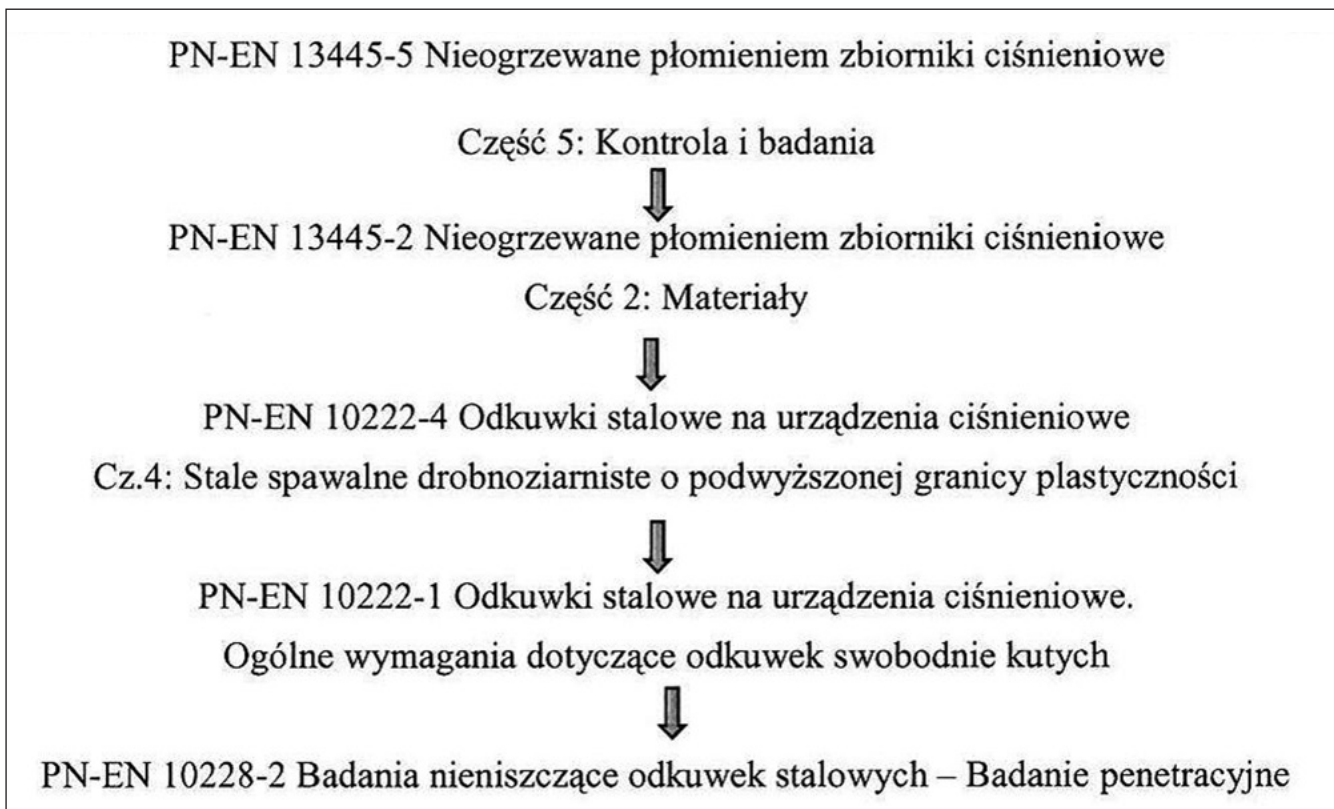 PN-EN 13445-5 Nieogrzewane płomieniem zbiorniki ciśnieniowe
Część 5: Kontrola i badania
PN-EN 13445-2 Nieogrzewane płomieniem zbiorniki ciśnieniowe
Część 2: Materiały
PN-EN 10222-4 Odkuwki stalowe na urządzenia ciśnieniowe
Cz.4: Stale spawalne drobnoziarniste o podwyższonej granicy plastyczności
PN-EN 10222-1 Odkuwki stalowe na urządzenia ciśnieniowe.
Ogólne wymagania dotyczące odkuwek swobodnie kutych
PN-EN 10228-2 Badania nieniszczące odkuwek stalowych – Badanie penetracyjne